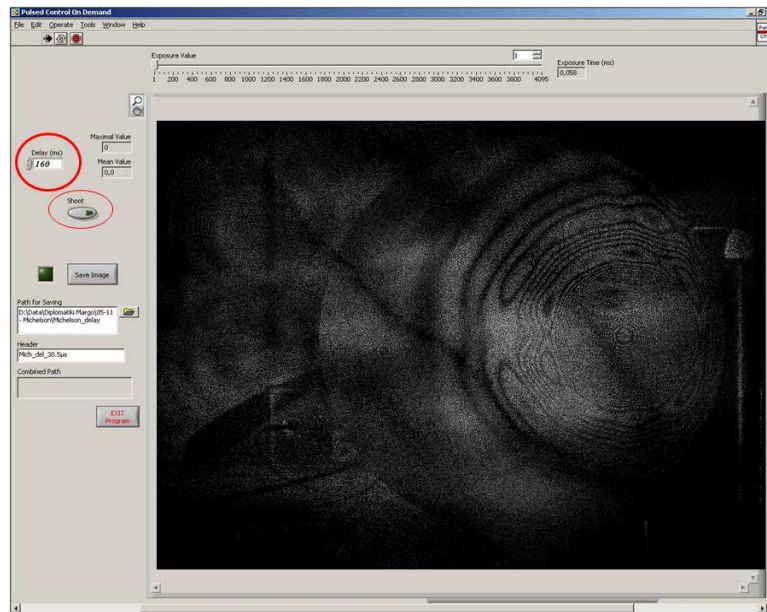 Pulsed Control On Demand
File Edit Operate Tools Window Help
Exposure Value
1
Exposure Time (ms)
0,058
1 200 400 600 800 1000 1200 1400 1600 1800 2000 2200 2400 2600 2800 3000 3200 3400 3600 3800 4095
Maximal Value
0
Delay (ms)
160
Mean Value
0,0
Shoot
Save Image
Path for Saving
D:\Data\Diplomatiki Margo\05-11
- Michelson\Michelson_delay
Header
Mich_del_30.5µs
Combined Path
EXIT
Program